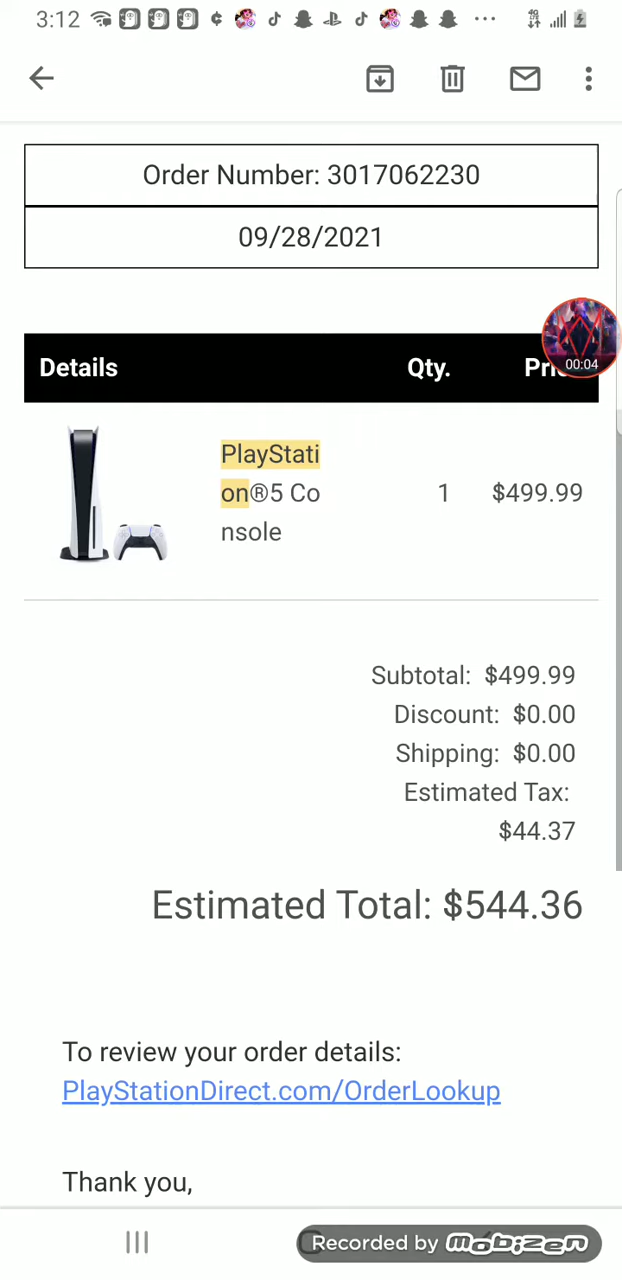 3:12
Order Number: 3017062230
09/28/2021
00:04
Details Qty.
PlayStati
on®5 Co
nsole
1 $499.99
Subtotal: $499.99
Discount: $0.00
Shipping: $0.00
Estimated Tax:
$44.37
Estimated Total: $544.36
To review your order details:
PlayStationDirect.com/OrderLookup
Thank you,
Recorded by mobizen